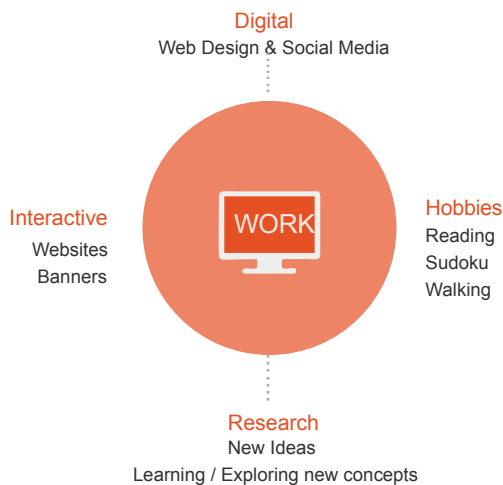 Digital
Web Design & Social Media
WORK
Interactive
Websites
Banners
Hobbies
Reading
Sudoku
Walking
Research
New Ideas
Learning / Exploring new concepts